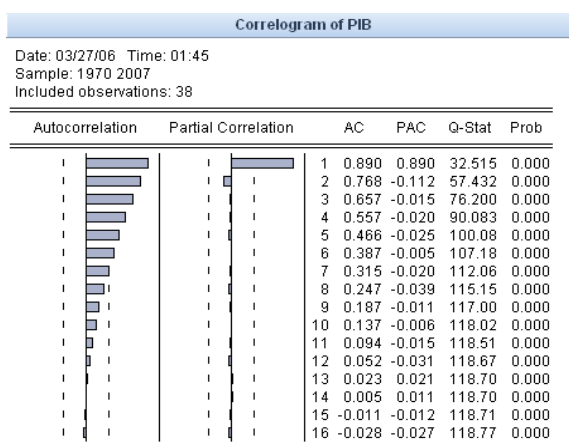 Correlogram of PIB
Date: 03/27/06 Time: 01:45
Sample: 1970 2007
Included observations: 38
Autocorrelation Partial Correlation AC PAC Q-Stat Prob
1 0.890 0.890 32.515 0.000
2 0.768 -0.112 57.432 0.000
3 0.657 -0.015 76.200 0.000
4 0.557 -0.020 90.083 0.000
5 0.466 -0.025 100.08 0.000
6 0.387 -0.005 107.18 0.000
7 0.315 -0.020 112.06 0.000
8 0.247 -0.039 115.15 0.000
9 0.187 -0.011 117.00 0.000
10 0.137 -0.006 118.02 0.000
11 0.094 -0.015 118.51 0.000
12 0.052 -0.031 118.67 0.000
13 0.023 0.021 118.70 0.000
14 0.005 0.011 118.70 0.000
15 -0.011 -0.012 118.71 0.000
16 -0.028 -0.027 118.77 0.000